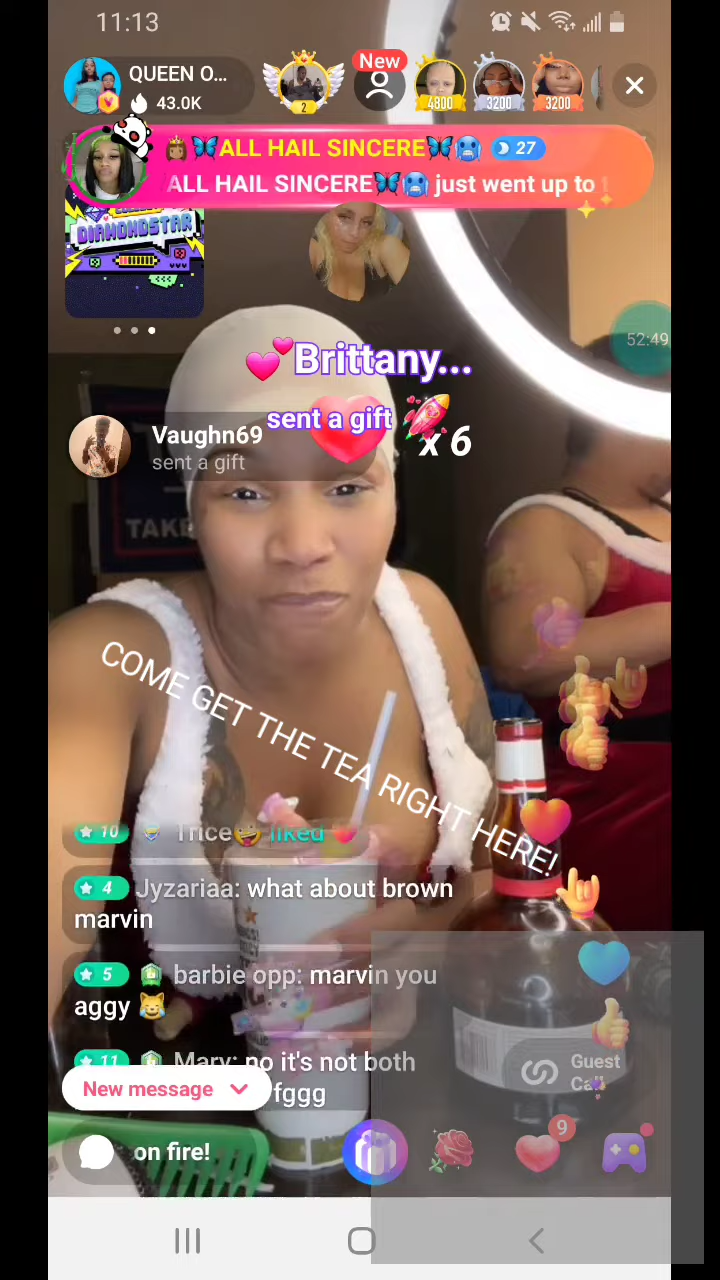 11:13
QUEEN O...
43.0K
2
New
4800
3200
3200
ALL HAIL SINCERE
27
ALL HAIL SINCERE just went up to
DIAMONDSTAR
52:49
Brittany...
sent a gift
x 6
Vaughn69
sent a gift
TAKE
COME GET THE TEA RIGHT HERE!
10 Trice liked
4 Jyzariaa: what about brown
marvin
5 barbie opp: marvin you
aggy
11 Mary: no it's not both
fggg
New message
Guest
Call
on fire!
9